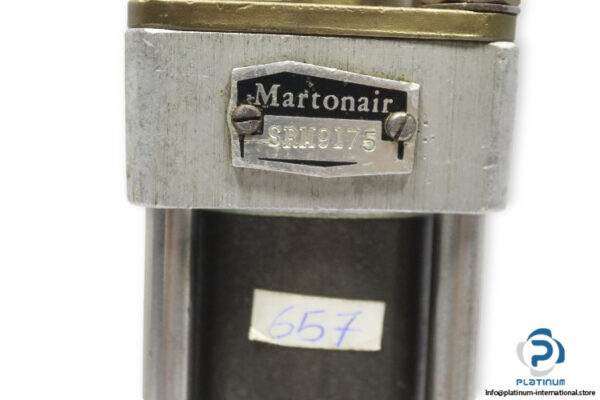 Martonair
SRM9175
657
PLATINUM
Info@platinum-international.store